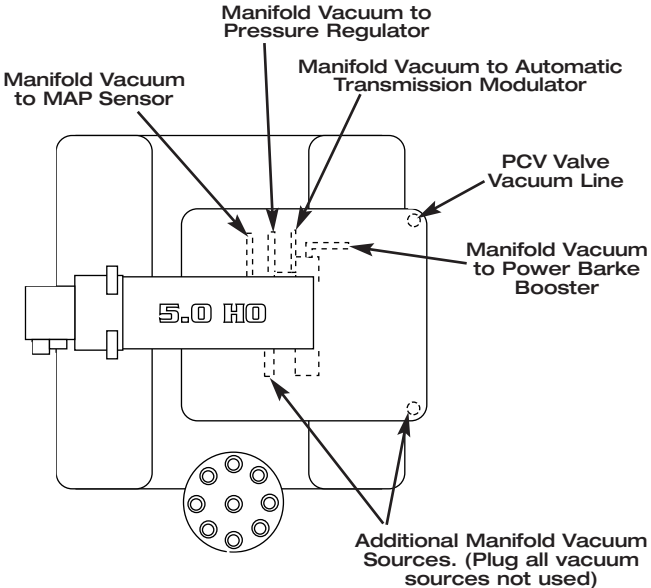 Manifold Vacuum to
Pressure Regulator
Manifold Vacuum
to MAP Sensor
Manifold Vacuum to Automatic
Transmission Modulator
PCV Valve
Vacuum Line
Manifold Vacuum
to Power Barke
Booster
5.0 HO
Additional Manifold Vacuum
Sources. (Plug all vacuum
sources not used)